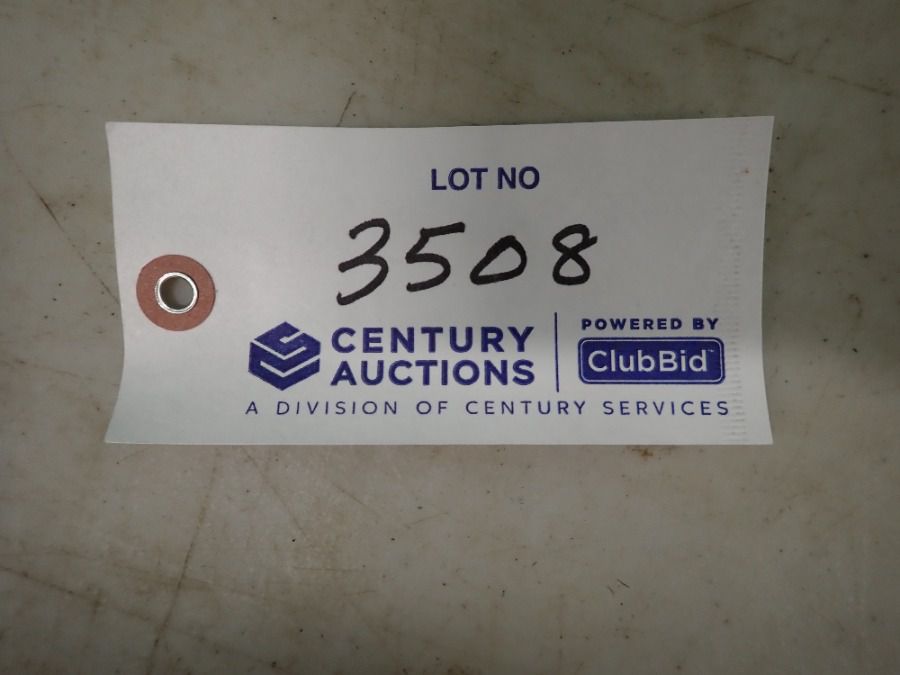 LOT NO
3508
CENTURY
AUCTIONS
POWERED BY
ClubBid™
A DIVISION OF CENTURY SERVICES